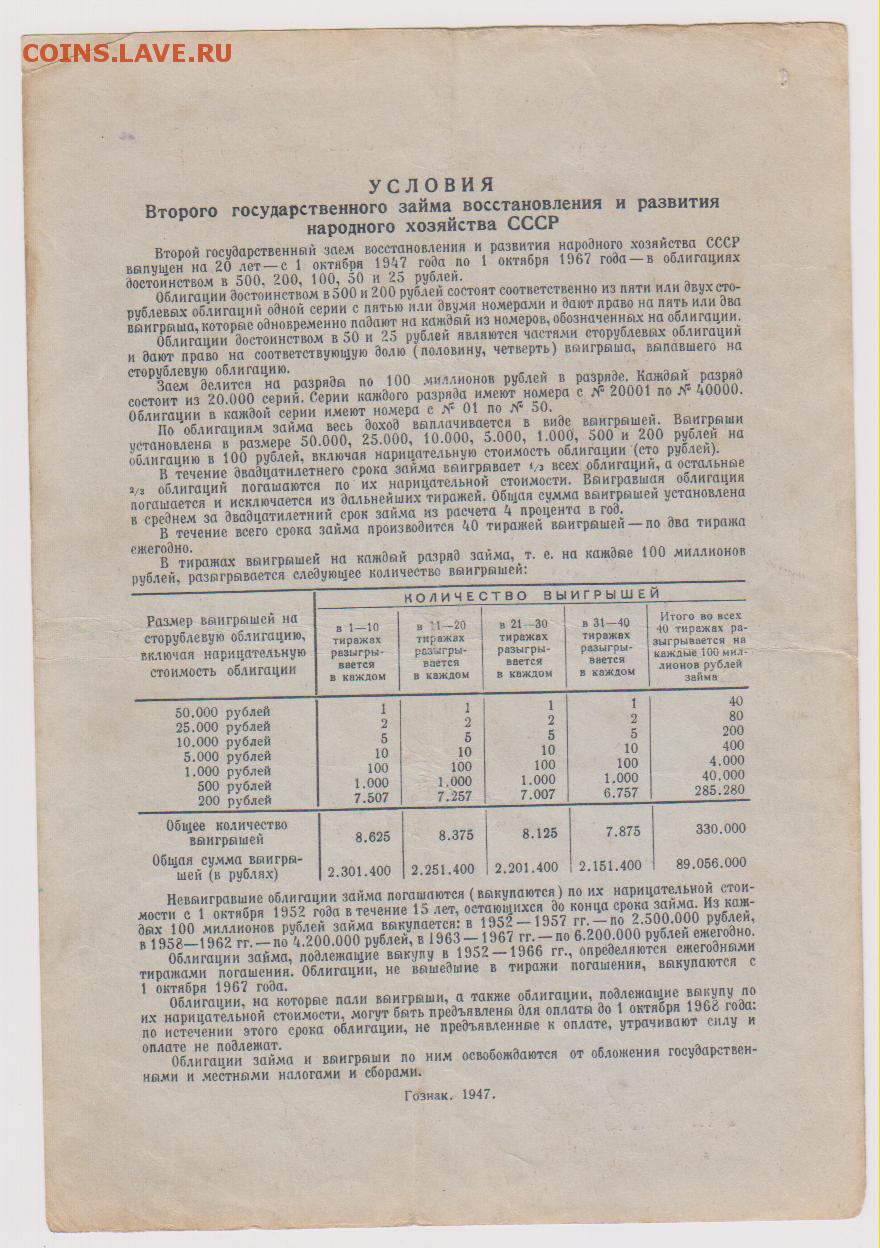 COINS.LAVE.RU
УСЛОВИЯ
Второго государственного займа восстановления и развития
народного хозяйства СССР
Второй государственный заем восстановления и развития народного хозяйства СССР
выпущен на 20 лет — с 1 октября 1947 года по 1 октября 1967 года — в облигациях
достоинством в 500, 200, 100, 50 и 25 рублей.
Облигации достоинством в 500 и 200 рублей состоят соответственно из пяти или двух сто-
рублевых облигаций одной серии с пятью или двумя номерами и дают право на пять или два
выигрыша, которые одновременно падают на каждый из номеров, обозначенных на облигации.
Облигации достоинством в 50 и 25 рублей являются частями сторублевых облигаций
и дают право на соответствующую долю (половину, четверть) выигрыша, выпавшего на
сторублевую облигацию.
Заем делится на разряды по 100 миллионов рублей в разряде. Каждый разряд
состоит из 20.000 серий. Серии каждого разряда имеют номера с № 20001 по № 40000.
Облигации в каждой серии имеют номера с № 01 по № 50.
По облигациям займа весь доход выплачивается в виде выигрышей. Выигрыши
установлены в размере 50.000, 25.000, 10.000, 5.000, 1.000, 500 и 200 рублей на
облигацию в 100 рублей, включая нарицательную стоимость облигации (сто рублей).
В течение двадцатилетнего срока займа выигрывает 1/3 всех облигаций, а остальные
2/3 облигаций погашаются по их нарицательной стоимости. Выигравшая облигация
погашается и исключается из дальнейших тиражей. Общая сумма выигрышей установлена
в среднем за двадцатилетний срок займа из расчета 4 процента в год.
В течение всего срока займа производится 40 тиражей выигрышей — по два тиража
ежегодно.
В тиражах выигрышей на каждый разряд займа, т. е. на каждые 100 миллионов
рублей, разыгрывается следующее количество выигрышей:
КОЛИЧЕСТВО ВЫИГРЫШЕЙ
Размер выигрышей на
сторублевую облигацию,
включая нарицательную
стоимость облигации
в 1—10
тиражах
разыгры-
вается
в каждом
в 11—20
тиражах
разыгры-
вается
в каждом
в 21—30
тиражах
разыгры-
вается
в каждом
в 31—40
тиражах
разыгры-
вается
в каждом
Итого во всех
40 тиражах ра-
зыгрывается на
каждые 100 мил-
лионов рублей
займа
50.000 рублей 1 1 1 1 40
25.000 рублей 2 2 2 2 80
10.000 рублей 5 5 5 5 200
5.000 рублей 10 10 10 10 400
1.000 рублей 100 100 100 100 4.000
500 рублей 1.000 1.000 1.000 1.000 40.000
200 рублей 7.507 7.257 7.007 6.757 285.280
Общее количество
выигрышей 8.625 8.375 8.125 7.875 330.000
Общая сумма выигры-
шей (в рублях) 2.301.400 2.251.400 2.201.400 2.151.400 89.056.000
Невыигравшие облигации займа погашаются (выкупаются) по их нарицательной стои-
мости с 1 октября 1952 года в течение 15 лет, остающихся до конца срока займа. Из каж-
дых 100 миллионов рублей займа выкупается: в 1952 — 1957 гг. — по 2.500.000 рублей,
в 1958—1962 гг. — по 4.200.000 рублей, в 1963 — 1967 гг. — по 6.200.000 рублей ежегодно.
Облигации займа, подлежащие выкупу в 1952 — 1966 гг., определяются ежегодными
тиражами погашения. Облигации, не вышедшие в тиражи погашения, выкупаются с
1 октября 1967 года.
Облигации, на которые пали выигрыши, а также облигации, подлежащие выкупу по
их нарицательной стоимости, могут быть предъявлены для оплаты до 1 октября 1968 года:
по истечении этого срока облигации, не предъявленные к оплате, утрачивают силу и
оплате не подлежат.
Облигации займа и выигрыши по ним освобождаются от обложения государствен-
ными и местными налогами и сборами.
Гознак. 1947.